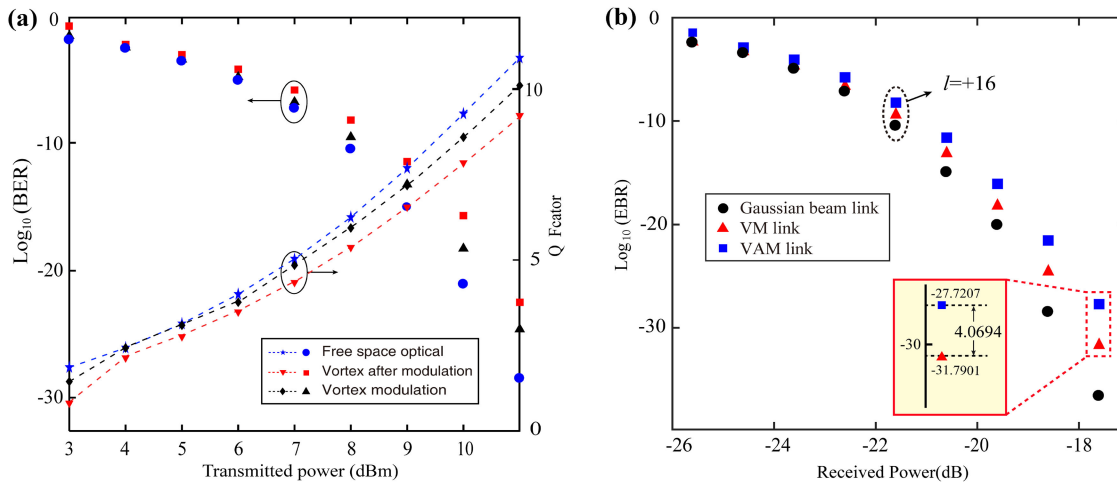 (a)
0
-10
-20
-30
Log10 (BER)
10
5
0
Q Fcator
Free space optical
Vortex after modulation
Vortex modulation
3 4 5 6 7 8 9 10
Transmitted power (dBm)
(b)
0
-10
-20
-30
Log10 (EBR)
l=+16
Gaussian beam link
VM link
VAM link
-27.7207
4.0694
-30
-31.7901
-26 -24 -22 -20 -18
Received Power(dB)